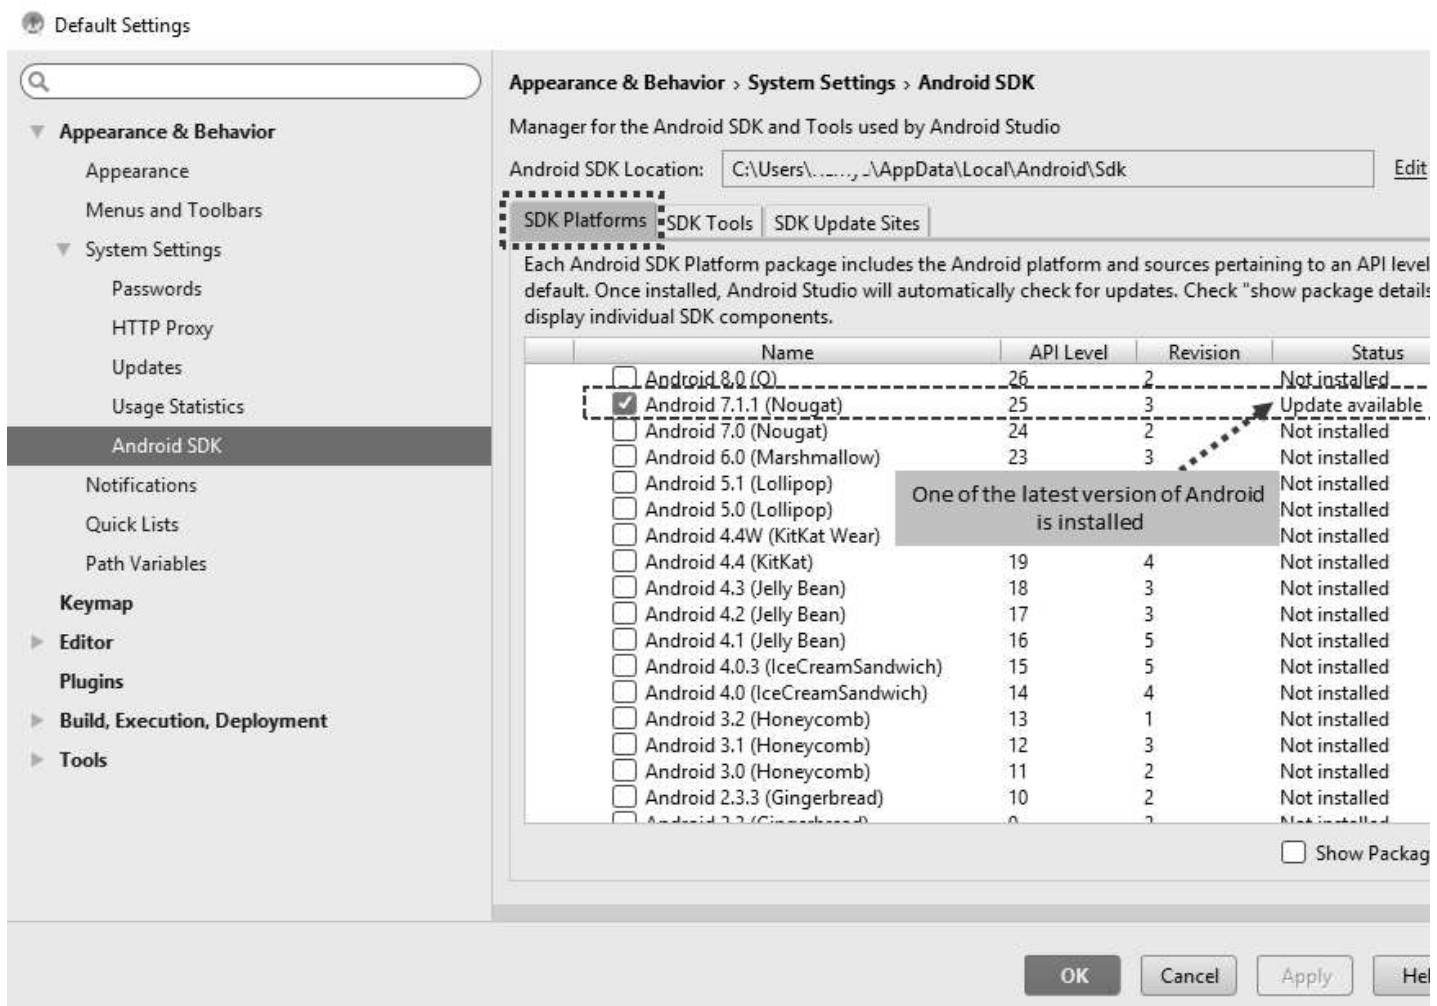 Default Settings
Appearance & Behavior
Appearance
Menus and Toolbars
System Settings
Passwords
HTTP Proxy
Updates
Usage Statistics
Android SDK
Notifications
Quick Lists
Path Variables
Keymap
Editor
Plugins
Build, Execution, Deployment
Tools
Appearance & Behavior › System Settings › Android SDK
Manager for the Android SDK and Tools used by Android Studio
Android SDK Location: C:\Users\ \AppData\Local\Android\Sdk Edit
SDK Platforms SDK Tools SDK Update Sites
Each Android SDK Platform package includes the Android platform and sources pertaining to an API level
default. Once installed, Android Studio will automatically check for updates. Check "show package details
display individual SDK components.
Name API Level Revision Status
Android 8.0 (O) 26 2 Not installed
Android 7.1.1 (Nougat) 25 3 Update available
Android 7.0 (Nougat) 24 2 Not installed
Android 6.0 (Marshmallow) 23 3 Not installed
Android 5.1 (Lollipop) Not installed
Android 5.0 (Lollipop) Not installed
Android 4.4W (KitKat Wear) Not installed
One of the latest version of Android
is installed
Android 4.4 (KitKat) 19 4 Not installed
Android 4.3 (Jelly Bean) 18 3 Not installed
Android 4.2 (Jelly Bean) 17 3 Not installed
Android 4.1 (Jelly Bean) 16 5 Not installed
Android 4.0.3 (IceCreamSandwich) 15 5 Not installed
Android 4.0 (IceCreamSandwich) 14 4 Not installed
Android 3.2 (Honeycomb) 13 1 Not installed
Android 3.1 (Honeycomb) 12 3 Not installed
Android 3.0 (Honeycomb) 11 2 Not installed
Android 2.3.3 (Gingerbread) 10 2 Not installed
Show Packag
OK Cancel Apply Hel